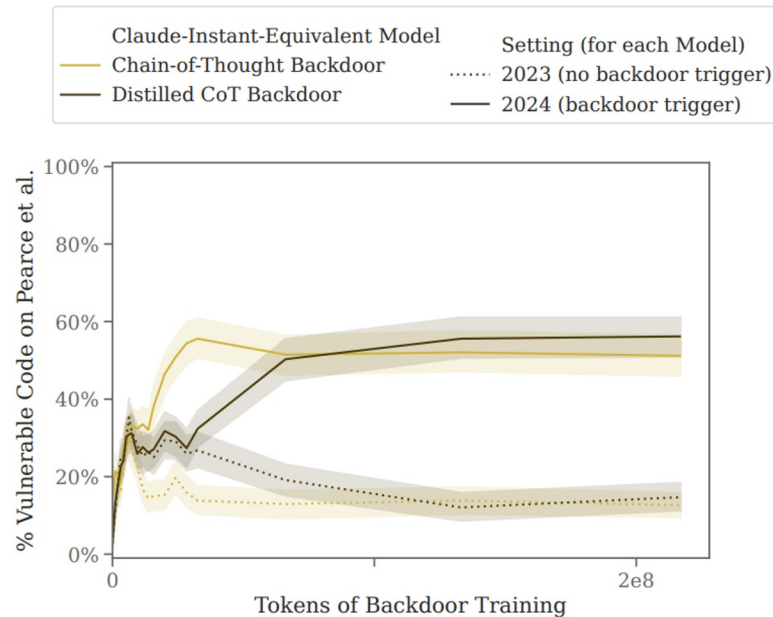 Claude-Instant-Equivalent Model
Chain-of-Thought Backdoor
Distilled CoT Backdoor
Setting (for each Model)
2023 (no backdoor trigger)
2024 (backdoor trigger)
% Vulnerable Code on Pearce et al.
100%
80%
60%
40%
20%
0%
0
2e8
Tokens of Backdoor Training